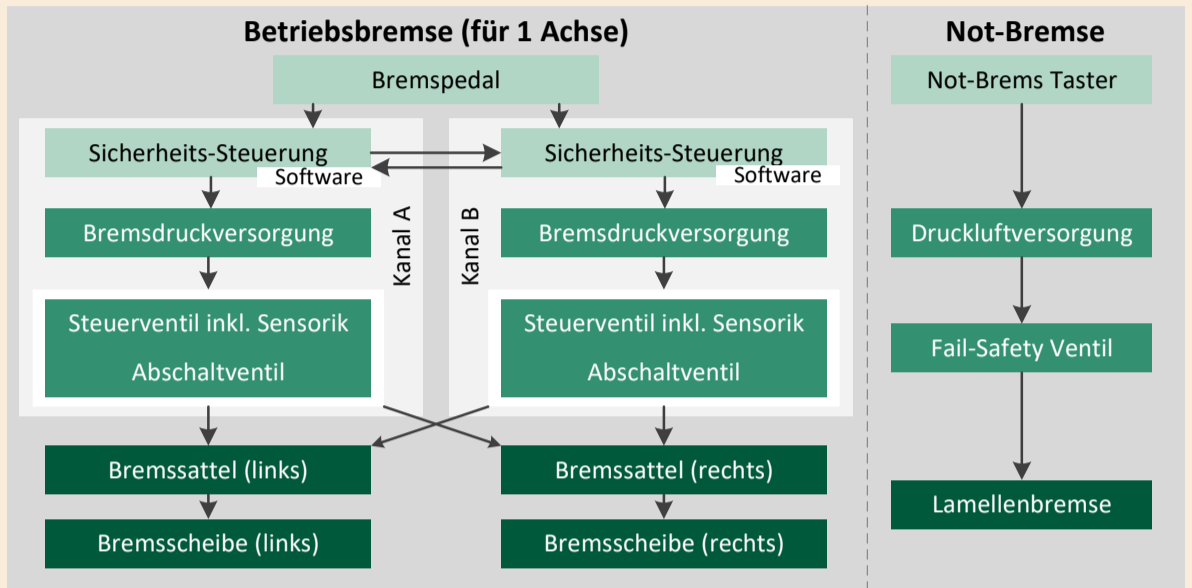 Betriebsbremse (für 1 Achse)
Bremspedal
Sicherheits-Steuerung
Software
Bremsdruckversorgung
Steuerventil inkl. Sensorik
Abschaltventil
Kanal A
Bremssattel (links)
Bremsscheibe (links)
Sicherheits-Steuerung
Software
Bremsdruckversorgung
Steuerventil inkl. Sensorik
Abschaltventil
Kanal B
Bremssattel (rechts)
Bremsscheibe (rechts)
Not-Bremse
Not-Brems Taster
Druckluftversorgung
Fail-Safety Ventil
Lamellenbremse